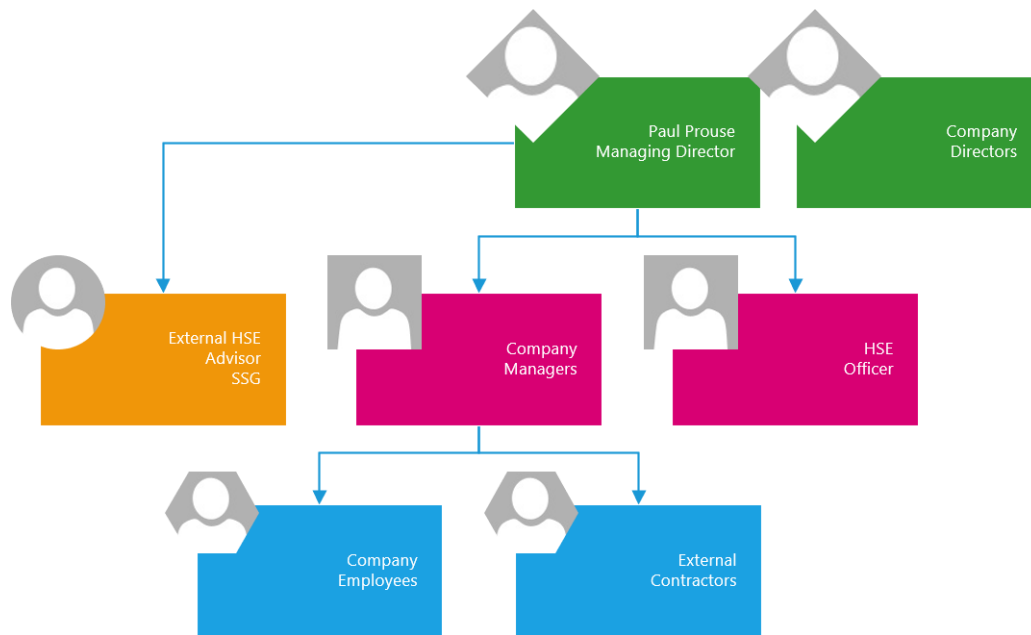 Paul Prouse
Managing Director
Company
Directors
External HSE
Advisor
SSG
Company
Managers
HSE
Officer
Company
Employees
External
Contractors